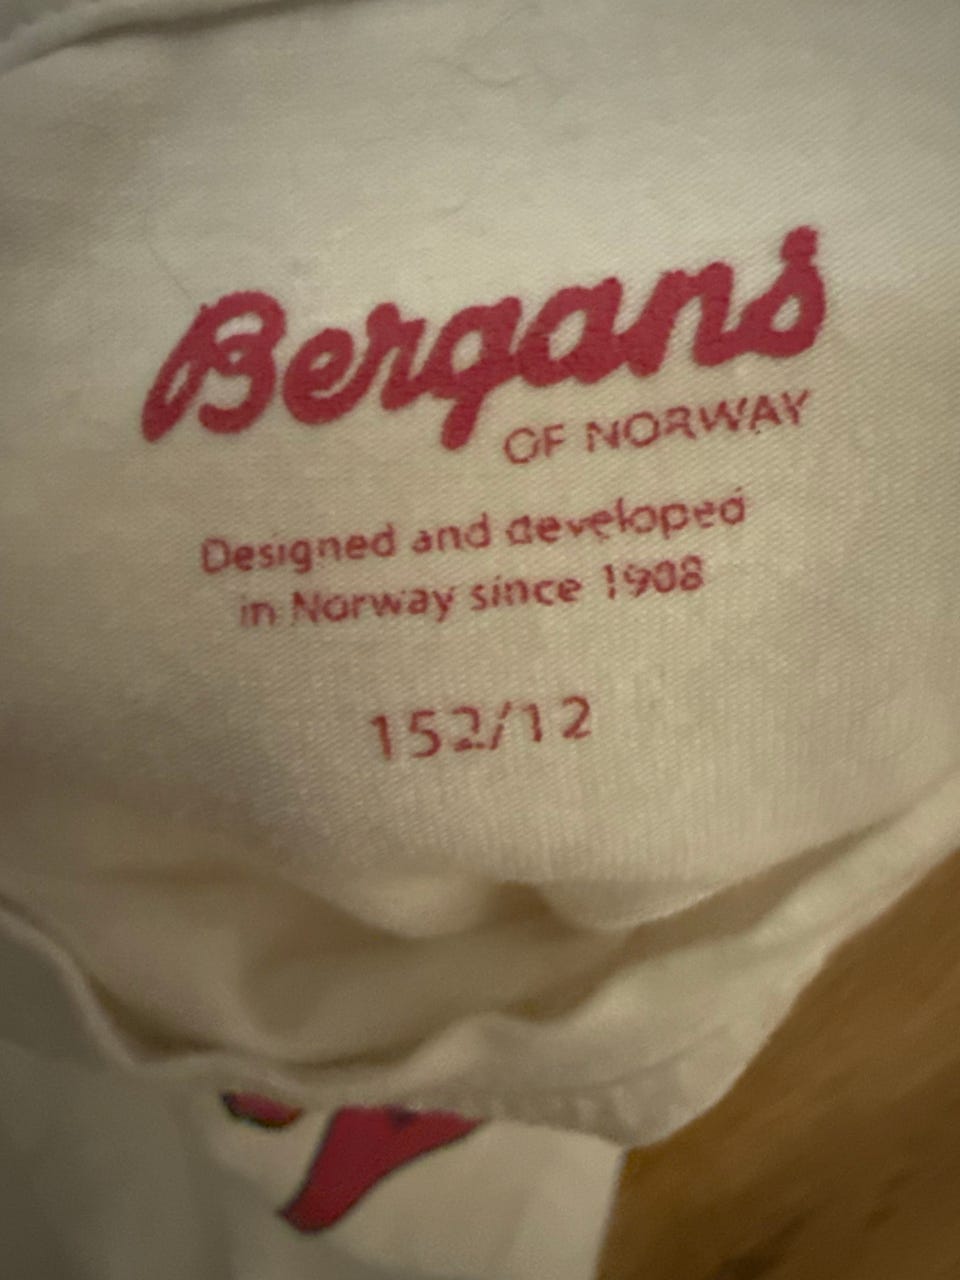 Bergans
OF NORWAY
Designed and developed
in Norway since 1908
152/12